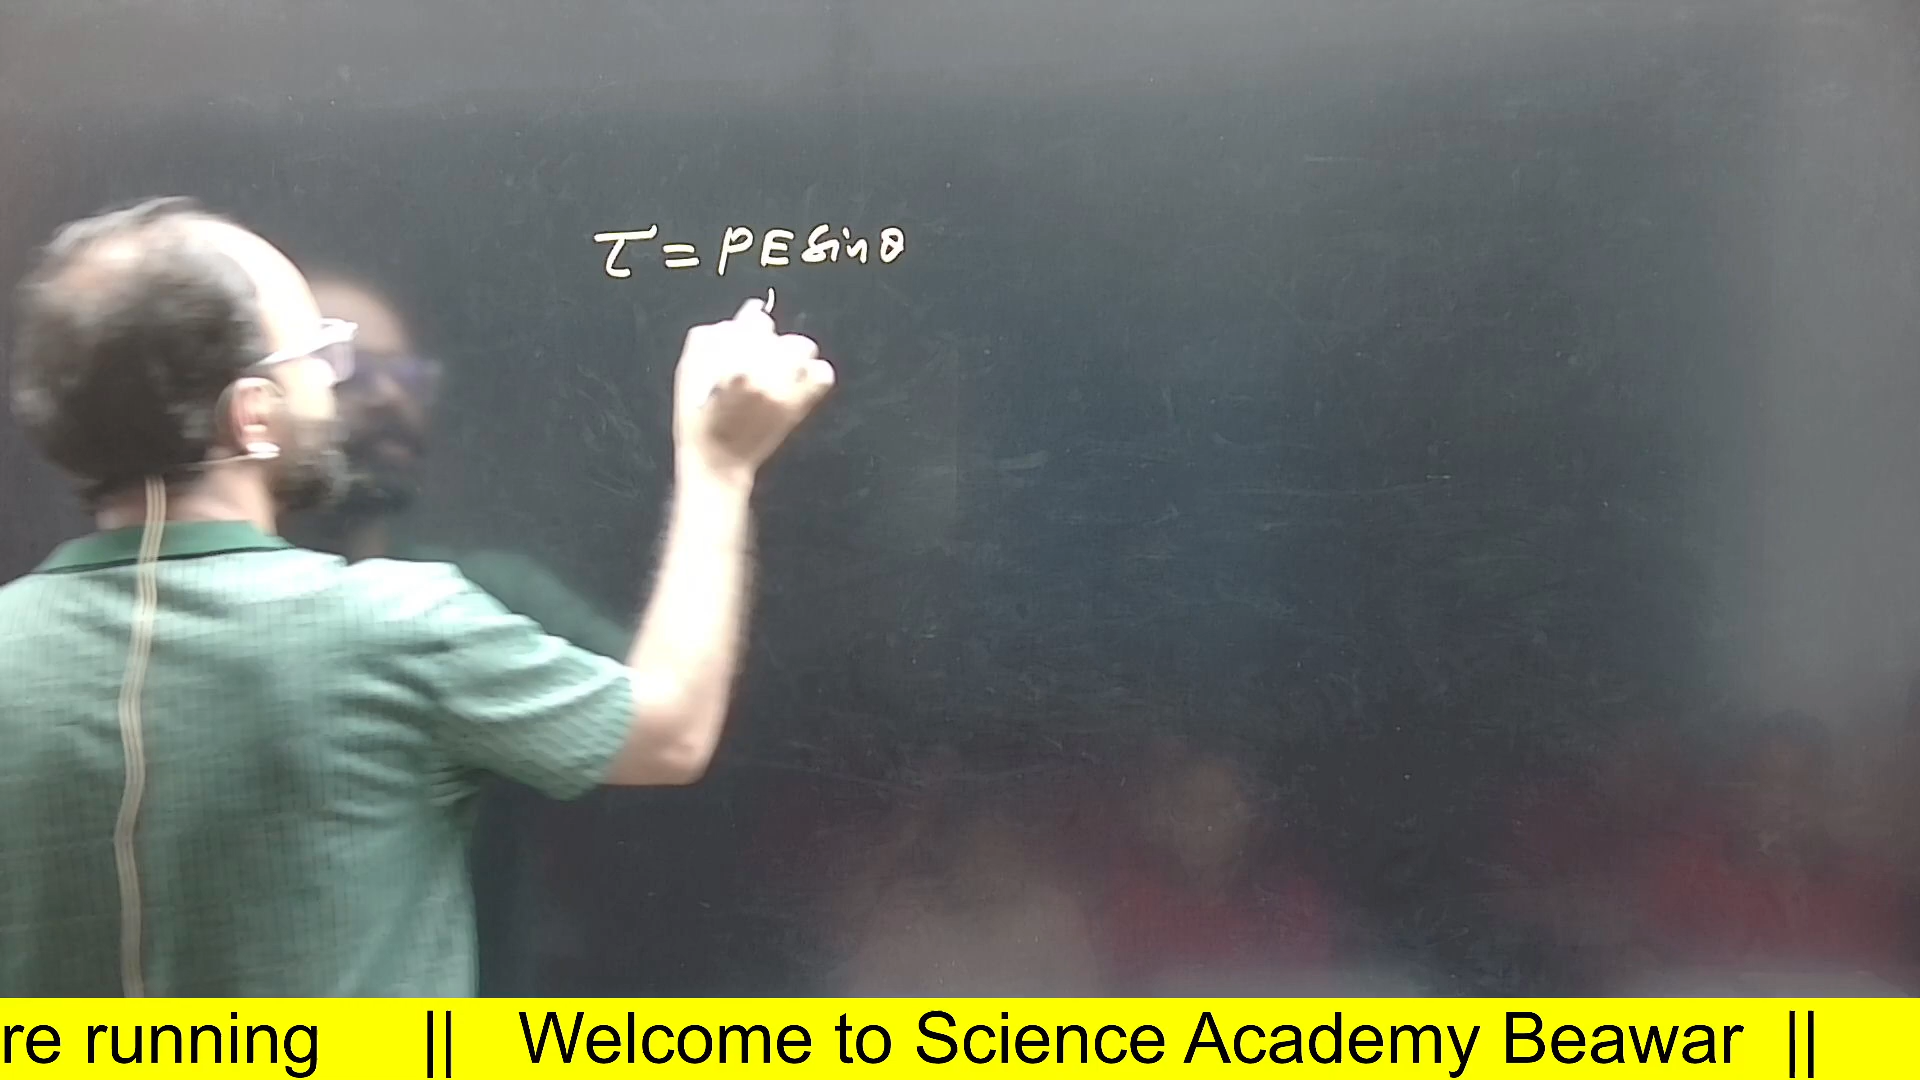 τ = PE sinθ
re running || Welcome to Science Academy Beawar ||